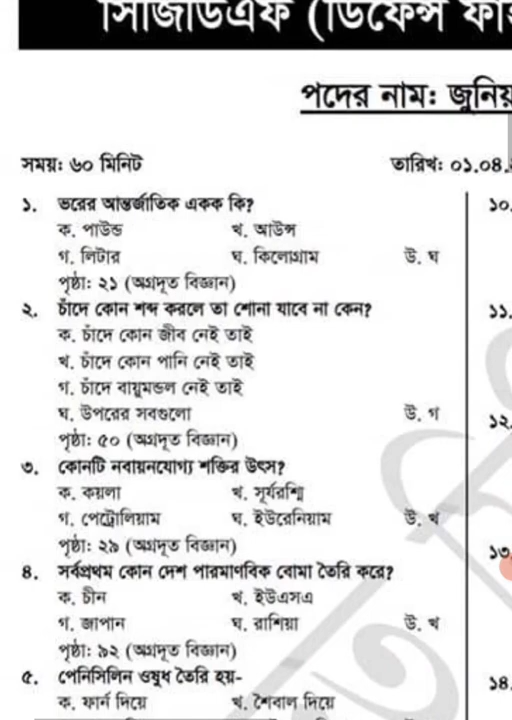 সিজিডিএফ (ডিফেন্স
পদের নাম:
সময়: ৬০ মিনিট
তারিখ: ০১.০৪.
১. ভরের আন্তর্জাতিক একক কি?
ক. পাউন্ড খ. আউন্স
গ. লিটার ঘ. কিলোগ্রাম উ. ঘ
পৃষ্ঠা: ২১ (অগ্রদূত বিজ্ঞান)
২. চাঁদে কোন শব্দ করলে তা শোনা যাবে না কেন?
ক. চাঁদে কোন জীব নেই তাই
খ. চাঁদে কোন পানি নেই তাই
গ. চাঁদে বায়ুমন্ডল নেই তাই
ঘ. উপরের সবগুলো উ. গ
পৃষ্ঠা: ৫০ (অগ্রদূত বিজ্ঞান)
৩. কোনটি নবায়নযোগ্য শক্তির উৎস?
ক. কয়লা খ. সূর্যরশ্মি
গ. পেট্রোলিয়াম ঘ. ইউরেনিয়াম উ. খ
পৃষ্ঠা: ২৯ (অগ্রদূত বিজ্ঞান)
৪. সর্বপ্রথম কোন দেশ পারমাণবিক বোমা তৈরি করে?
ক. চীন খ. ইউএসএ
গ. জাপান ঘ. রাশিয়া উ. খ
পৃষ্ঠা: ৯২ (অগ্রদূত বিজ্ঞান)
৫. পেনিসিলিন ওষুধ তৈরি হয়-
ক. ফার্ন দিয়ে খ. শৈবাল দিয়ে
১০.
১১.
১২.
১৩.
১৪.